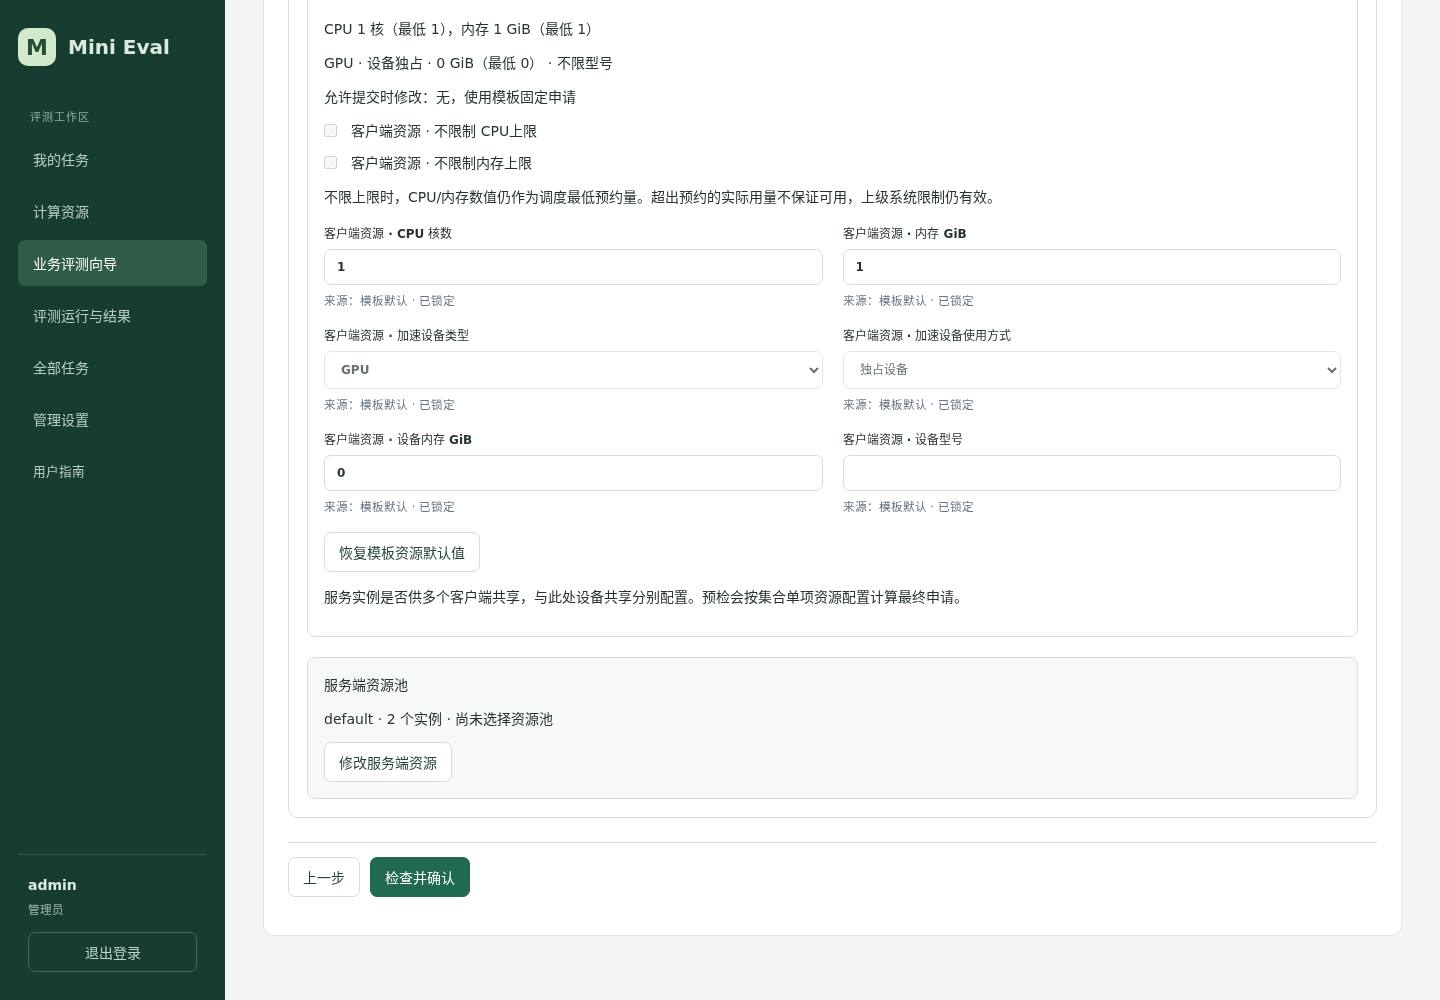 M Mini Eval
评测工作区
我的任务
计算资源
业务评测向导
评测运行与结果
全部任务
管理设置
用户指南
admin
管理员
退出登录
CPU 1 核（最低 1），内存 1 GiB（最低 1）
GPU · 设备独占 · 0 GiB（最低 0） · 不限型号
允许提交时修改：无，使用模板固定申请
客户端资源 · 不限制 CPU上限
客户端资源 · 不限制内存上限
不限上限时，CPU/内存数值仍作为调度最低预约量。超出预约的实际用量不保证可用，上级系统限制仍有效。
客户端资源 · CPU 核数
1
来源：模板默认 · 已锁定
客户端资源 · 内存 GiB
1
来源：模板默认 · 已锁定
客户端资源 · 加速设备类型
GPU
来源：模板默认 · 已锁定
客户端资源 · 加速设备使用方式
独占设备
来源：模板默认 · 已锁定
客户端资源 · 设备内存 GiB
0
来源：模板默认 · 已锁定
客户端资源 · 设备型号
来源：模板默认 · 已锁定
恢复模板资源默认值
服务实例是否供多个客户端共享，与此处设备共享分别配置。预检会按集合单项资源配置计算最终申请。
服务端资源池
default · 2 个实例 · 尚未选择资源池
修改服务端资源
上一步
检查并确认